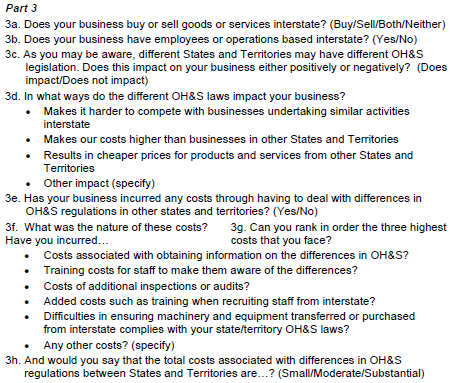 Part 3
3a. Does your business buy or sell goods or services interstate? (Buy/Sell/Both/Neither)
3b. Does your business have employees or operations based interstate? (Yes/No)
3c. As you may be aware, different States and Territories may have different OH&S
legislation. Does this impact on your business either positively or negatively? (Does
impact/Does not impact)
3d. In what ways do the different OH&S laws impact your business?
• Makes it harder to compete with businesses undertaking similar activities
interstate
• Makes our costs higher than businesses in other States and Territories
• Results in cheaper prices for products and services from other States and
Territories
• Other impact (specify)
3e. Has your business incurred any costs through having to deal with differences in
OH&S regulations in other states and territories? (Yes/No)
3f. What was the nature of these costs? 3g. Can you rank in order the three highest
Have you incurred… costs that you face?
• Costs associated with obtaining information on the differences in OH&S?
• Training costs for staff to make them aware of the differences?
• Costs of additional inspections or audits?
• Added costs such as training when recruiting staff from interstate?
• Difficulties in ensuring machinery and equipment transferred or purchased
from interstate complies with your state/territory OH&S laws?
• Any other costs? (specify)
3h. And would you say that the total costs associated with differences in OH&S
regulations between States and Territories are…? (Small/Moderate/Substantial)